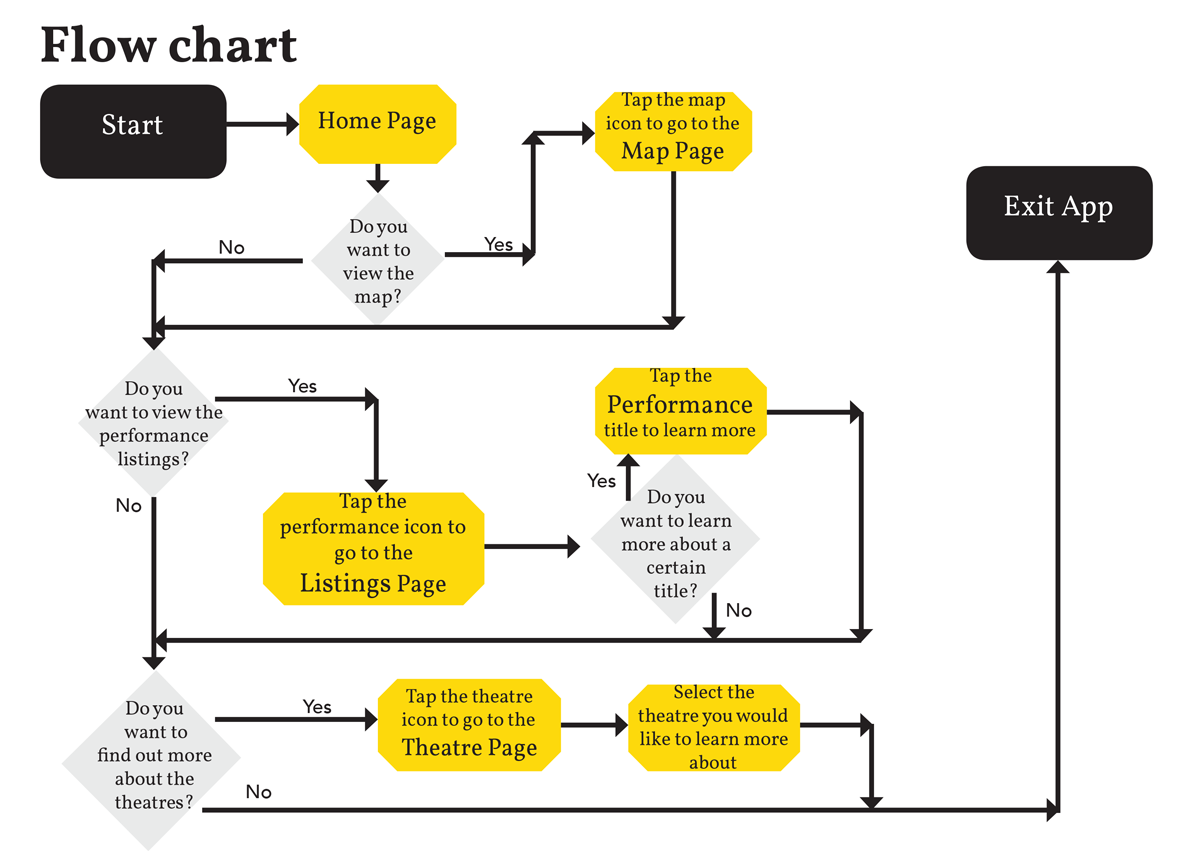 Flow chart
Start
Home Page
Tap the map
icon to go to the
Map Page
Exit App
Do you
want to
view the
map?
No
Yes
Do you
want to view the
performance
listings?
Yes
No
Tap the
performance icon to
go to the
Listings Page
Tap the
Performance
title to learn more
Yes
Do you
want to learn
more about a
certain
title?
No
Do you
want to
find out more
about the
theatres?
Yes
No
Tap the theatre
icon to go to the
Theatre Page
Select the
theatre you would
like to learn more
about